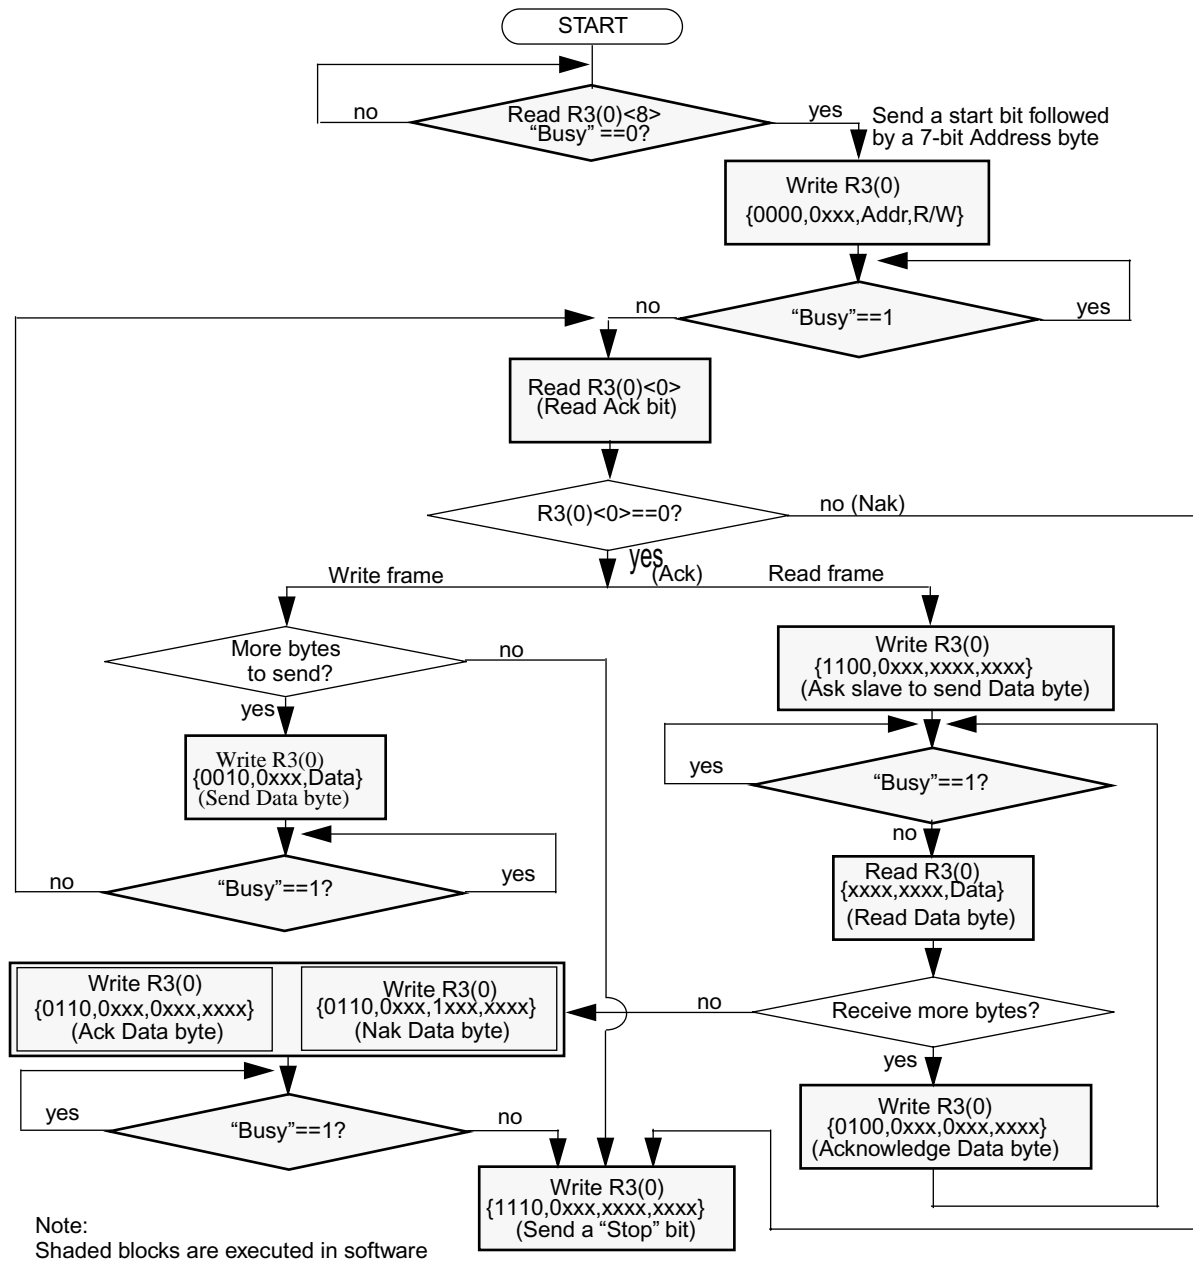 START
no
Read R3(0)<8>
“Busy” ==0?
yes
Send a start bit followed
by a 7-bit Address byte
Write R3(0)
{0000,0xxx,Addr,R/W}
no
“Busy”==1
yes
Read R3(0)<0>
(Read Ack bit)
R3(0)<0>==0?
no (Nak)
yes
(Ack)
Write frame
Read frame
More bytes
to send?
no
yes
Write R3(0)
{0010,0xxx,Data}
(Send Data byte)
no
“Busy”==1?
yes
Write R3(0)
{1100,0xxx,xxxx,xxxx}
(Ask slave to send Data byte)
yes
“Busy”==1?
no
Read R3(0)
{xxxx,xxxx,Data}
(Read Data byte)
no
Receive more bytes?
yes
Write R3(0)
{0100,0xxx,0xxx,xxxx}
(Acknowledge Data byte)
Write R3(0)
{0110,0xxx,0xxx,xxxx}
(Ack Data byte)
Write R3(0)
{0110,0xxx,1xxx,xxxx}
(Nak Data byte)
yes
“Busy”==1?
no
Write R3(0)
{1110,0xxx,xxxx,xxxx}
(Send a “Stop” bit)
Note:
Shaded blocks are executed in software